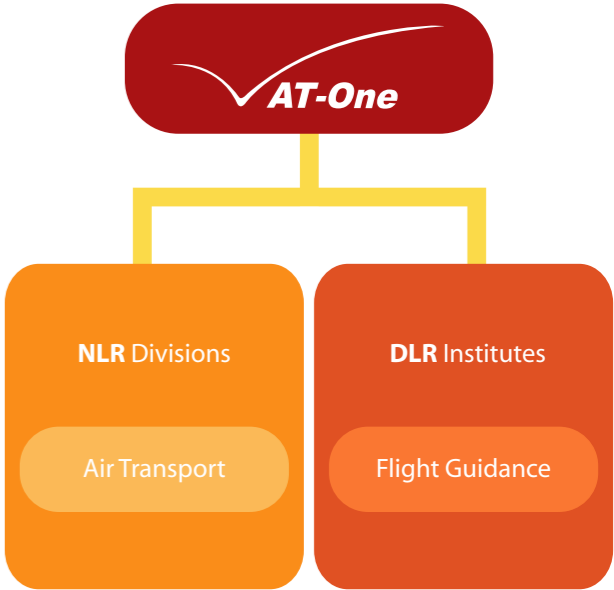 AT-One
NLR Divisions
Air Transport
DLR Institutes
Flight Guidance